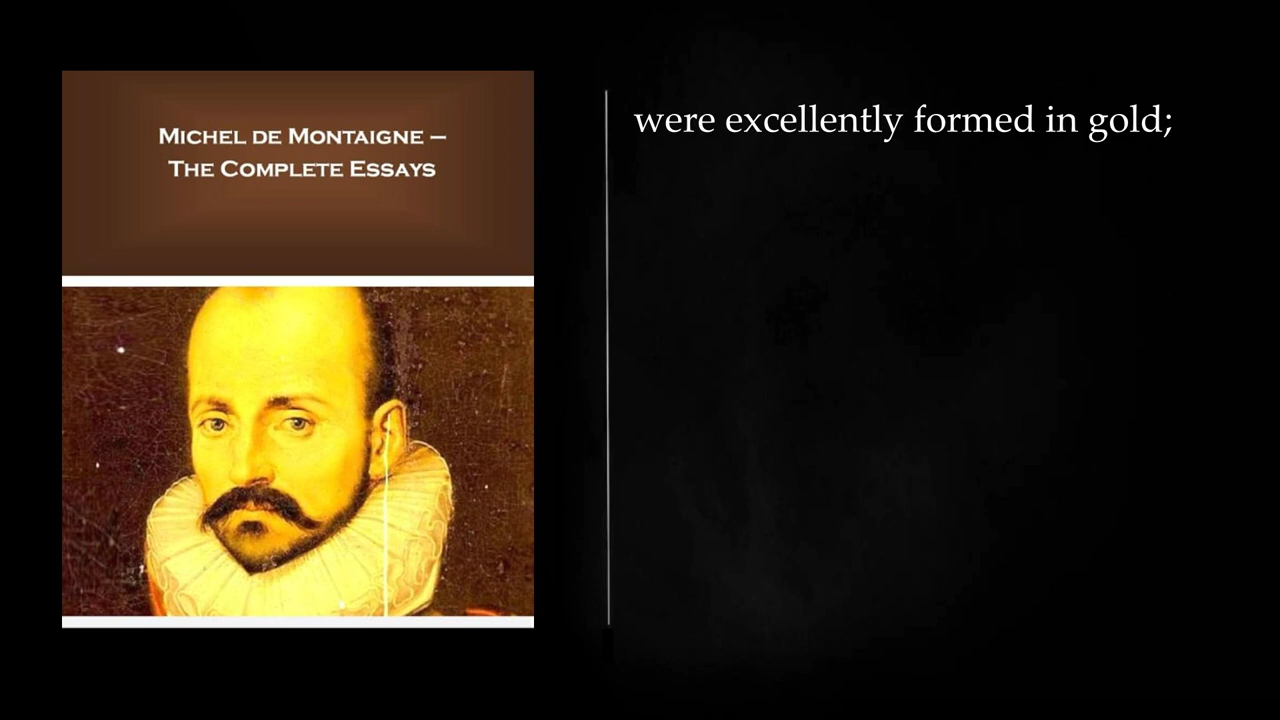 Michel de Montaigne –
The Complete Essays
were excellently formed in gold;